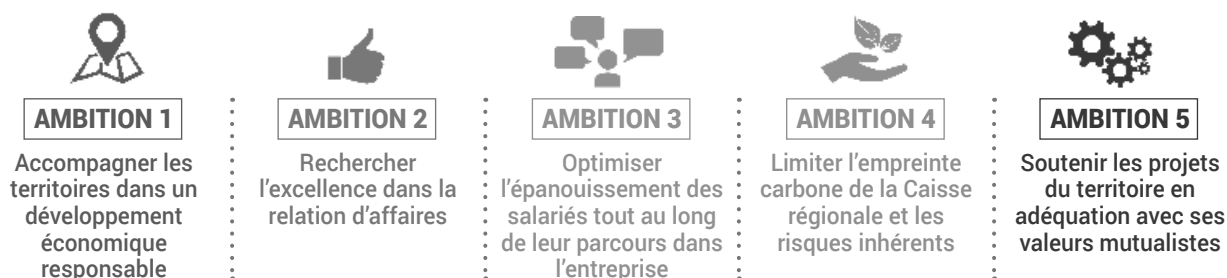 AMBITION 1
Accompagner les
territoires dans un
développement
économique
responsable
AMBITION 2
Rechercher
l’excellence dans la
relation d’affaires
AMBITION 3
Optimiser
l’épanouissement des
salariés tout au long
de leur parcours dans
l’entreprise
AMBITION 4
Limiter l’empreinte
carbone de la Caisse
régionale et les
risques inhérents
AMBITION 5
Soutenir les projets
du territoire en
adéquation avec ses
valeurs mutualistes